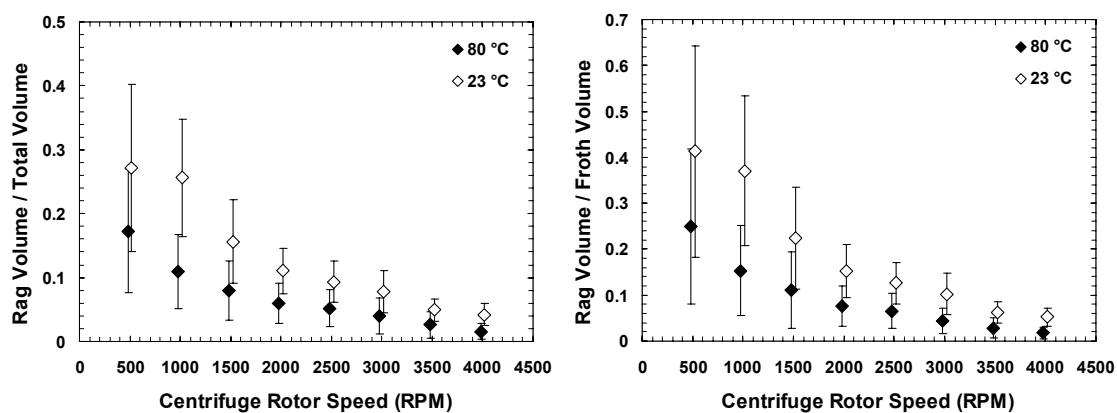 Rag Volume / Total Volume
0.5
0.4
0.3
0.2
0.1
0
80 °C
23 °C
0 500 1000 1500 2000 2500 3000 3500 4000 4500
Centrifuge Rotor Speed (RPM)
Rag Volume / Froth Volume
0.7
0.6
0.5
0.4
0.3
0.2
0.1
0
80 °C
23 °C
0 500 1000 1500 2000 2500 3000 3500 4000 4500
Centrifuge Rotor Speed (RPM)